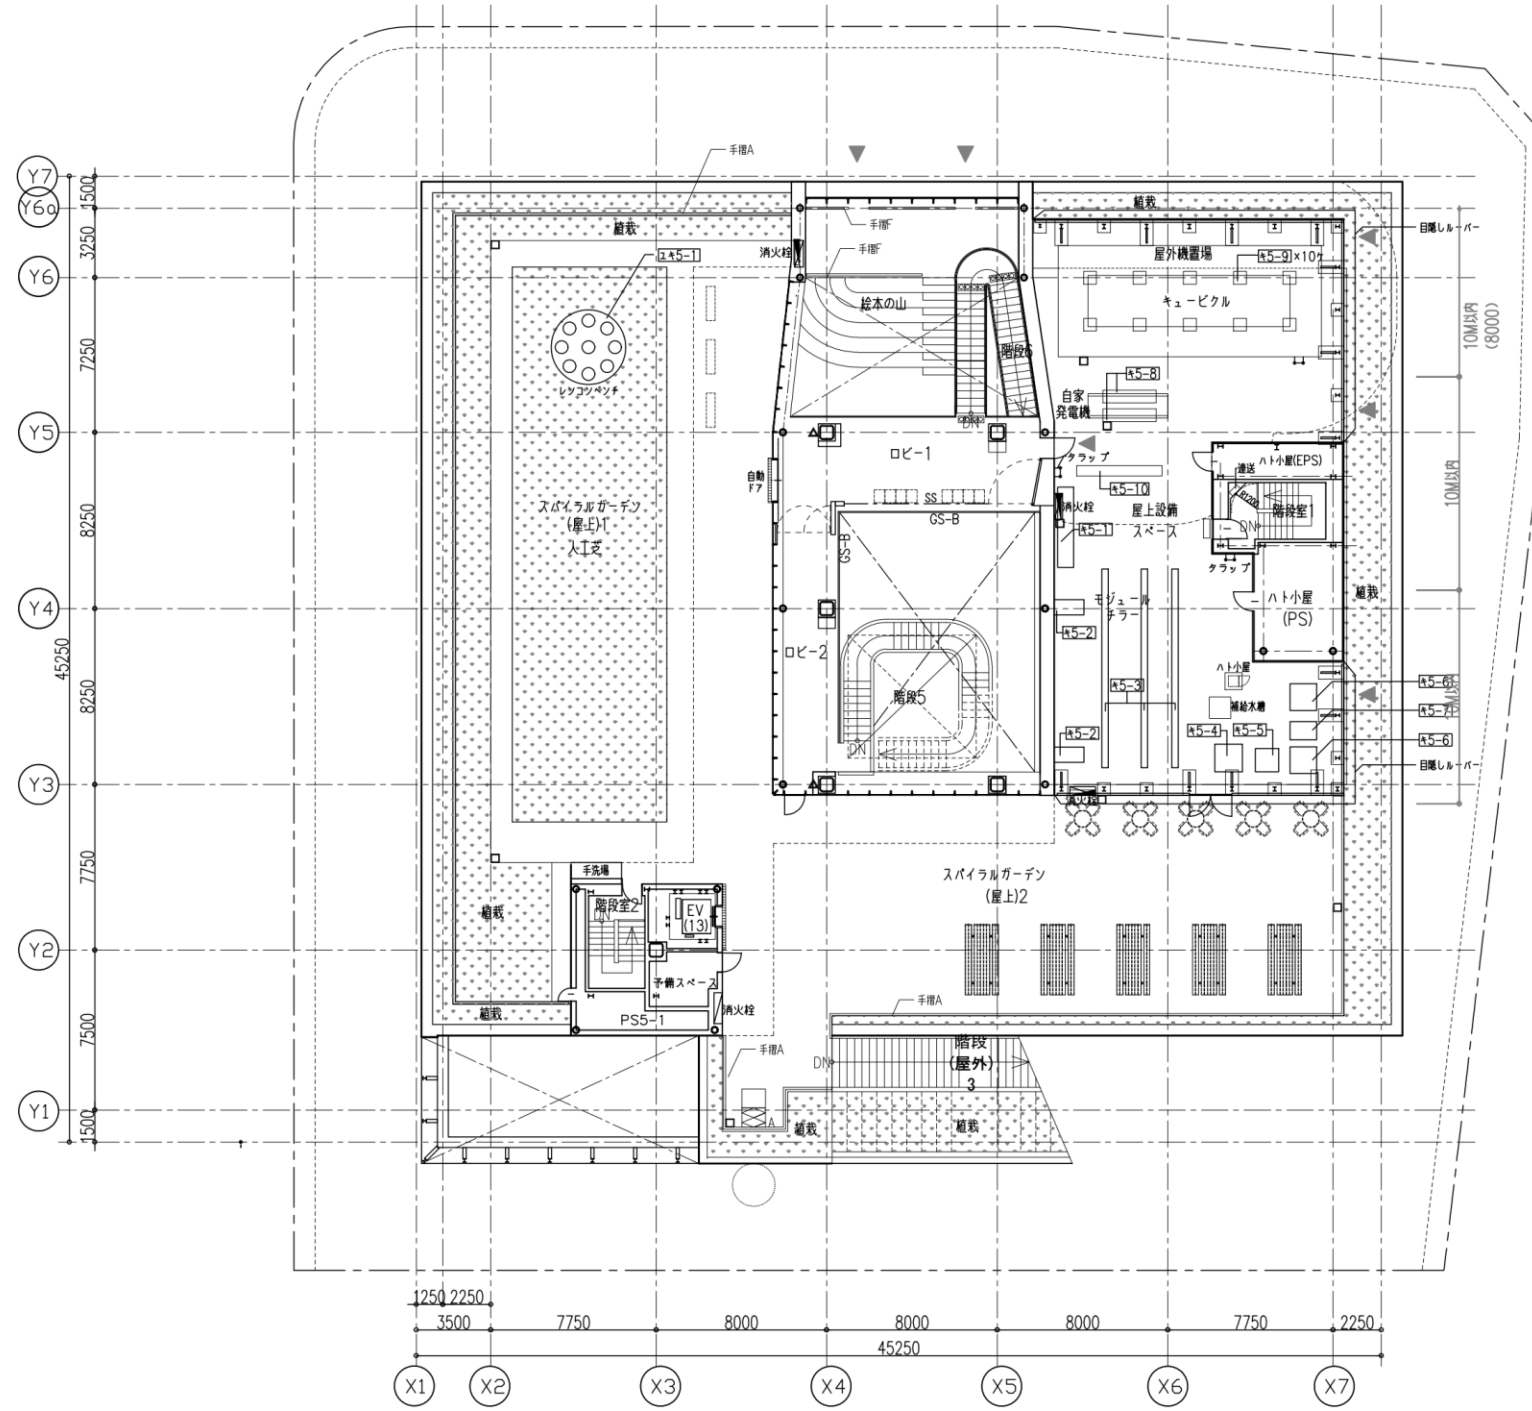 手摺A
Y7
1500
Y6a
植栽
手摺F
目隠しルーバー
植栽
消火栓
手摺F
屋外機置場
ユキ5-1
キ5-9
×10ヶ
3250
Y6
キュービクル
絵本の山
10M以内
(8000)
7250
階段6
キ5-8
レンコンベンチ
自家
発電機
Y5
DN
ロビー1
タラップ
ハト小屋(EPS)
自動
ドア
キ5-10
SS
R1200
スパイラルガーデン
(屋上)1
人工芝
GS-B
消火栓
屋上設備
スペース
階段室1
10M以内
8250
キ5-1
DN
GS-B
タラップ
植栽
Y4
モジュール
チラー
ハト小屋
(PS)
キ5-2
45250
ロビー2
ハト小屋
キ5-6
8250
階段5
キ5-3
補給水槽
キ5-7
キ5-2
キ5-4
キ5-5
キ5-6
DN
目隠しルーバー
Y3
消火栓
7750
手洗場
スパイラルガーデン
(屋上)2
植栽
階段室2
DN
EV
(13)
Y2
予備スペース
手摺A
植栽
PS5-1
消火栓
7500
手摺A
階段
(屋外)
3
DN
Y1
A
植栽
植栽
1500
1250
2250
3500
7750
8000
8000
8000
7750
2250
45250
X1
X2
X3
X4
X5
X6
X7